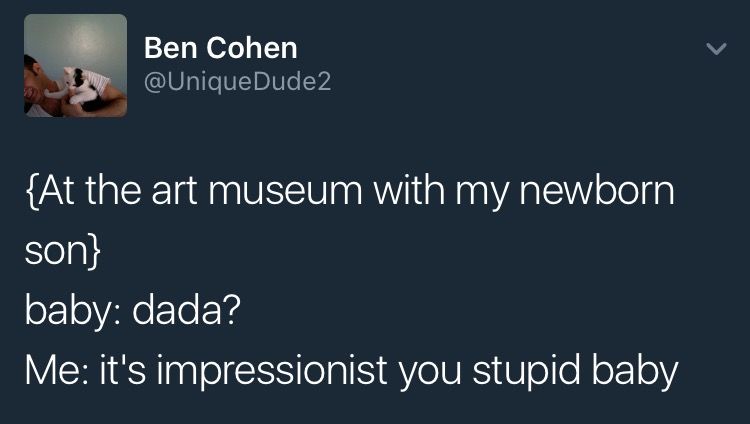 Ben Cohen
@UniqueDude2
{At the art museum with my newborn
son}
baby: dada?
Me: it's impressionist you stupid baby